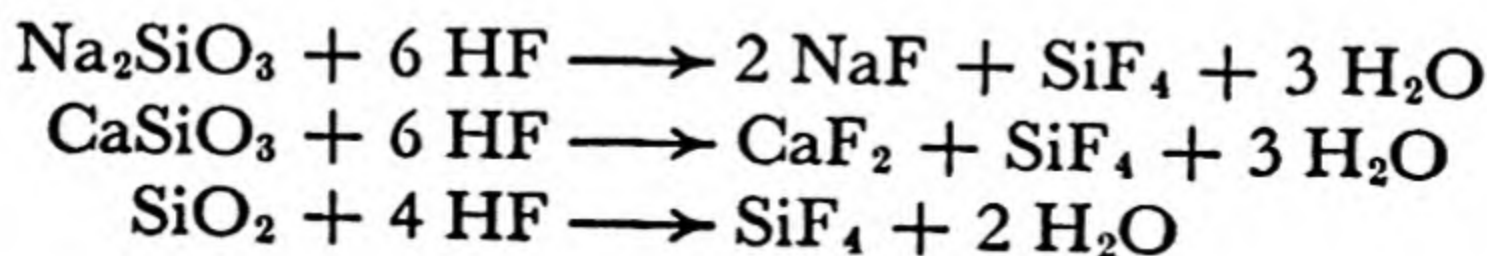 Na₂SiO₃ + 6 HF ⟶ 2 NaF + SiF₄ + 3 H₂O
CaSiO₃ + 6 HF ⟶ CaF₂ + SiF₄ + 3 H₂O
SiO₂ + 4 HF ⟶ SiF₄ + 2 H₂O